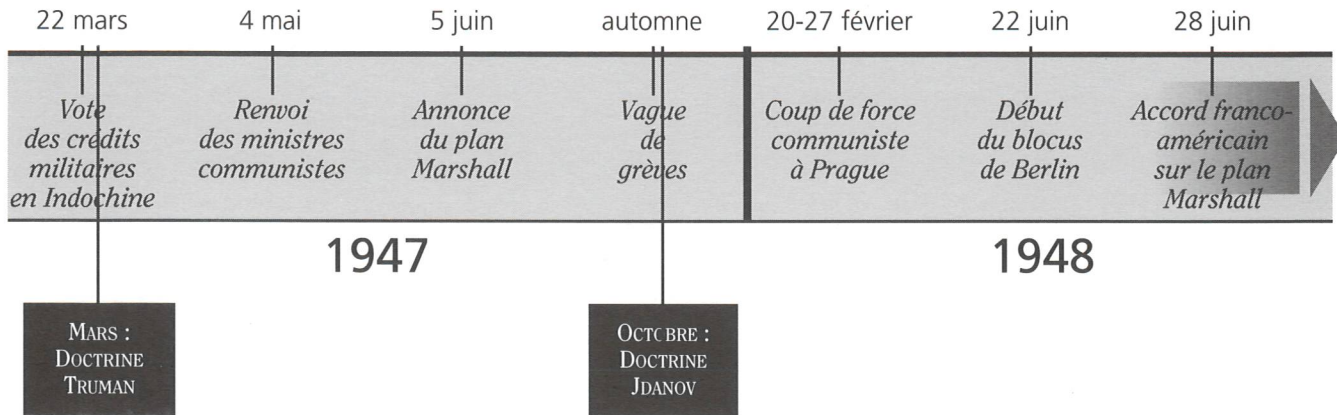 22 mars
4 mai
5 juin
automne
20-27 février
22 juin
28 juin
Vote
des crédits
militaires
en Indochine
Renvoi
des ministres
communistes
Annonce
du plan
Marshall
Vague
de
grèves
Coup de force
communiste
à Prague
Début
du blocus
de Berlin
Accord franco-
américain
sur le plan
Marshall
1947
1948
MARS :
DOCTRINE
TRUMAN
OCTOBRE :
DOCTRINE
JDANOV